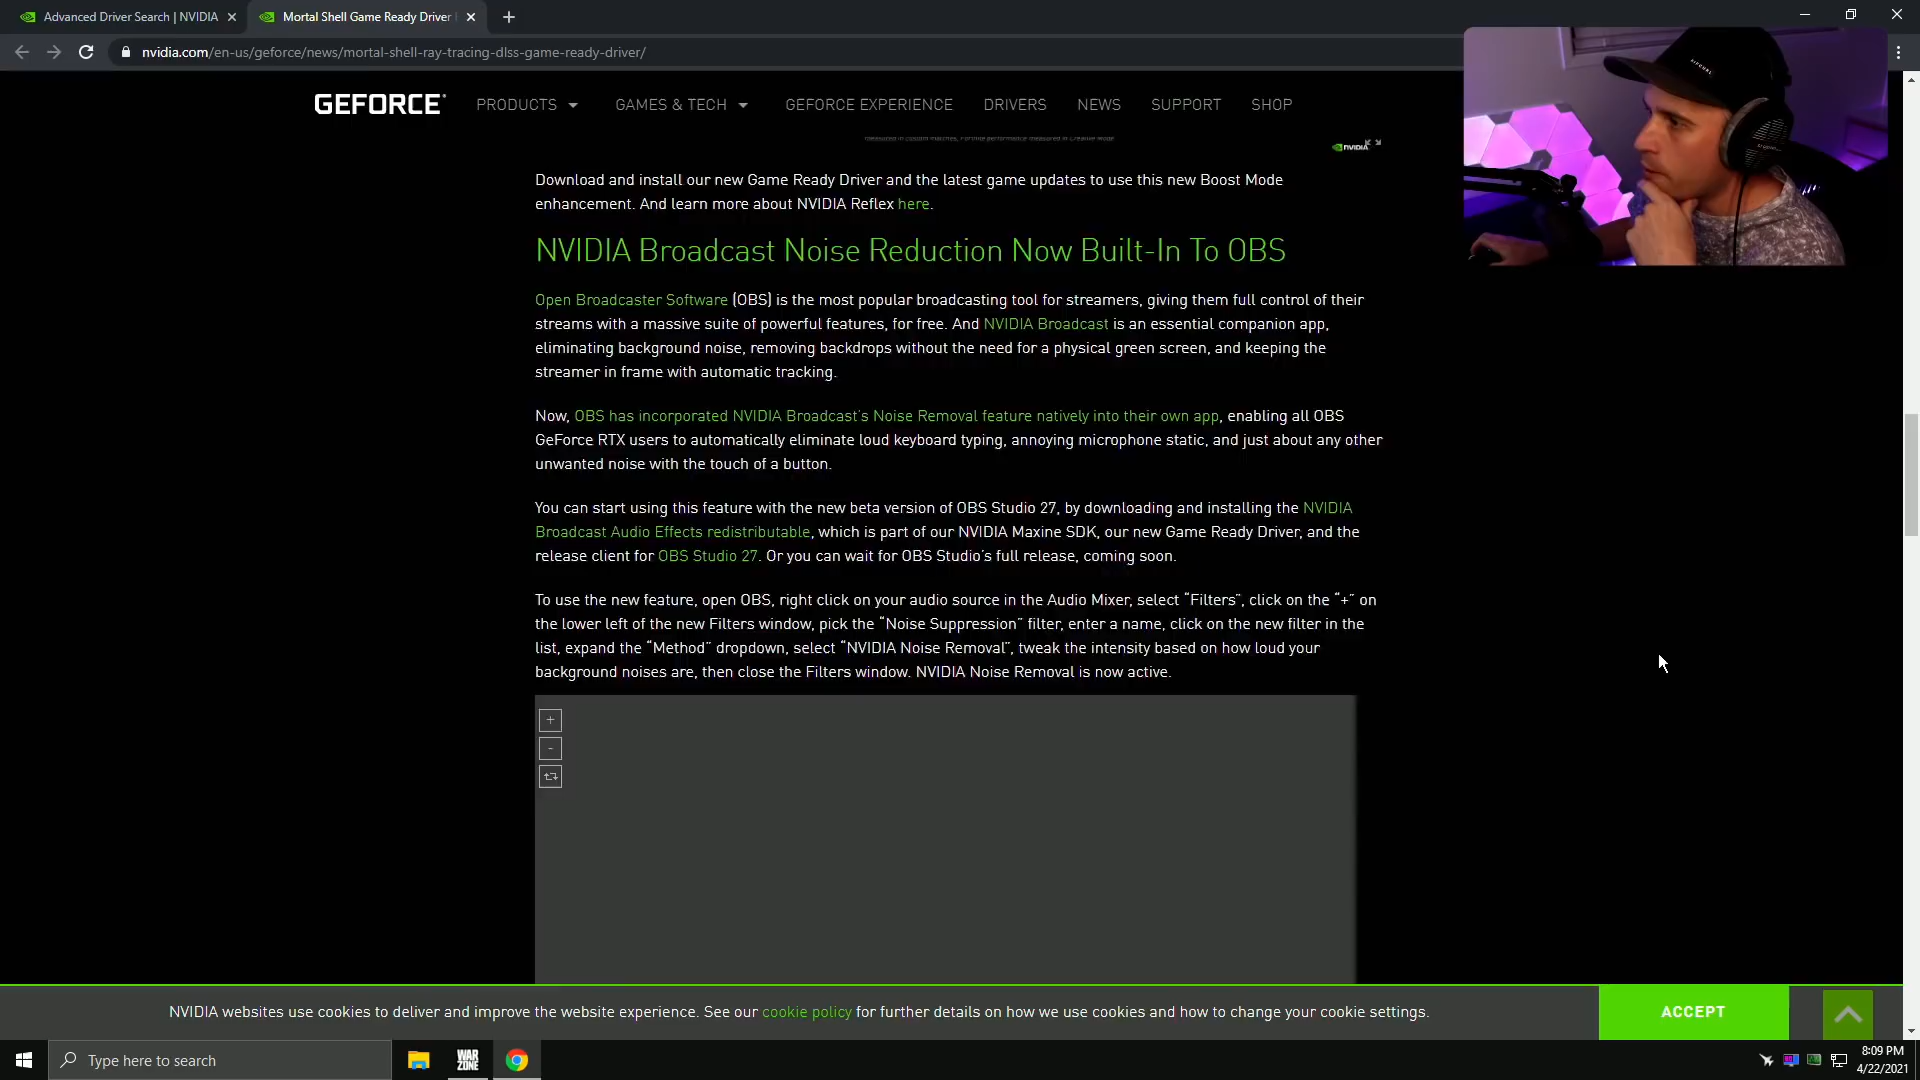 Advanced Driver Search | NVIDIA
Mortal Shell Game Ready Driver
nvidia.com/en-us/geforce/news/mortal-shell-ray-tracing-dlss-game-ready-driver/
GEFORCE PRODUCTS GAMES & TECH GEFORCE EXPERIENCE DRIVERS NEWS SUPPORT SHOP
NVIDIA
Download and install our new Game Ready Driver and the latest game updates to use this new Boost Mode
enhancement. And learn more about NVIDIA Reflex here.
NVIDIA Broadcast Noise Reduction Now Built-In To OBS
Open Broadcaster Software (OBS) is the most popular broadcasting tool for streamers, giving them full control of their
streams with a massive suite of powerful features, for free. And NVIDIA Broadcast is an essential companion app,
eliminating background noise, removing backdrops without the need for a physical green screen, and keeping the
streamer in frame with automatic tracking.
Now, OBS has incorporated NVIDIA Broadcast's Noise Removal feature natively into their own app, enabling all OBS
GeForce RTX users to automatically eliminate loud keyboard typing, annoying microphone static, and just about any other
unwanted noise with the touch of a button.
You can start using this feature with the new beta version of OBS Studio 27, by downloading and installing the NVIDIA
Broadcast Audio Effects redistributable, which is part of our NVIDIA Maxine SDK, our new Game Ready Driver, and the
release client for OBS Studio 27. Or you can wait for OBS Studio's full release, coming soon.
To use the new feature, open OBS, right click on your audio source in the Audio Mixer, select “Filters”, click on the “+” on
the lower left of the new Filters window, pick the “Noise Suppression” filter, enter a name, click on the new filter in the
list, expand the “Method” dropdown, select “NVIDIA Noise Removal”, tweak the intensity based on how loud your
background noises are, then close the Filters window. NVIDIA Noise Removal is now active.
+
-
NVIDIA websites use cookies to deliver and improve the website experience. See our cookie policy for further details on how we use cookies and how to change your cookie settings.
ACCEPT
Type here to search
WAR
ZONE
8:09 PM
4/22/2021